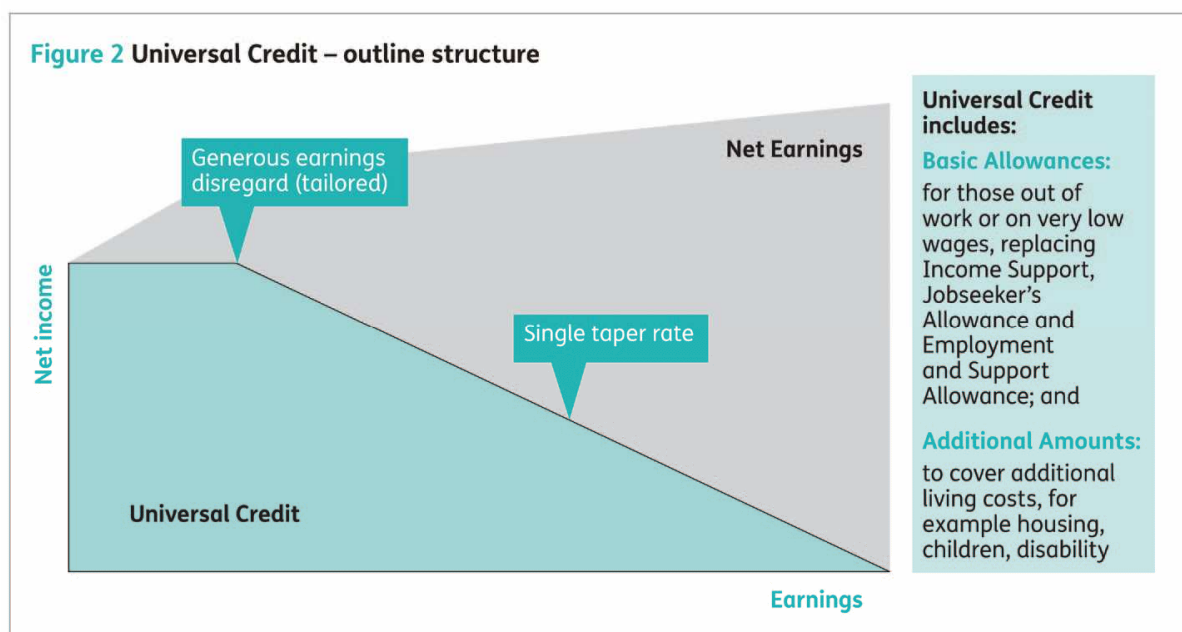 Figure 2 Universal Credit – outline structure
Generous earnings
disregard (tailored)
Net Earnings
Single taper rate
Universal Credit
Net income
Earnings
Universal Credit
includes:
Basic Allowances:
for those out of
work or on very low
wages, replacing
Income Support,
Jobseeker's
Allowance and
Employment
and Support
Allowance; and
Additional Amounts:
to cover additional
living costs, for
example housing,
children, disability